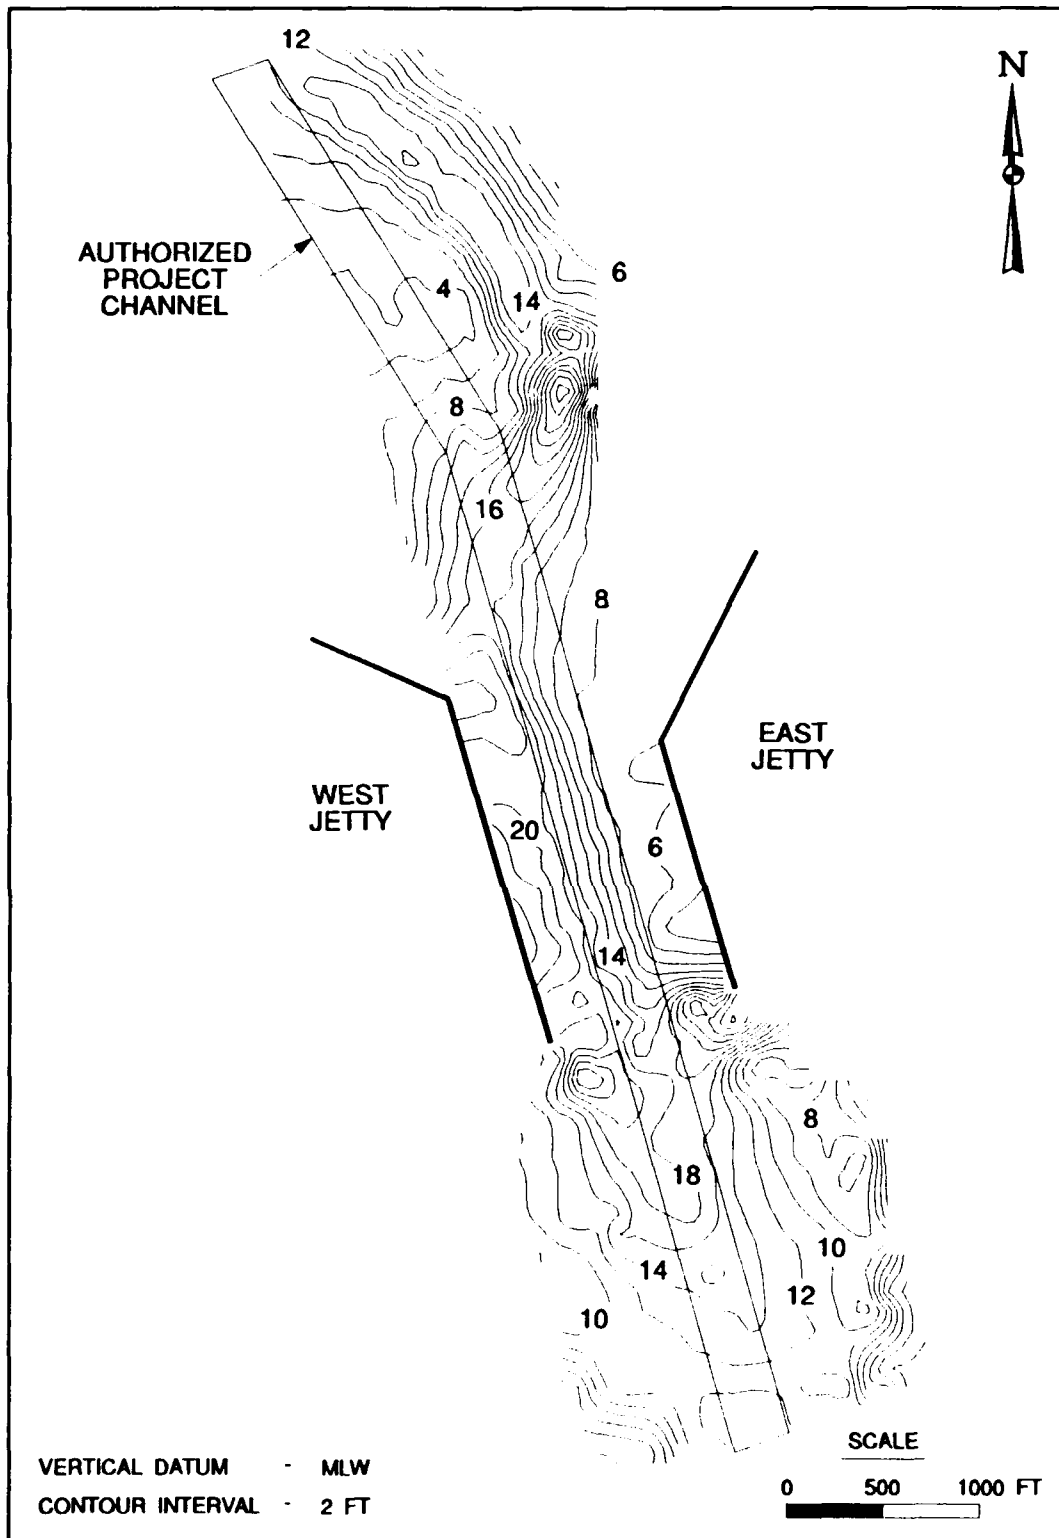 12
N
AUTHORIZED
PROJECT
CHANNEL
6
4
14
8
16
8
EAST
JETTY
WEST
JETTY
20
6
14
8
18
10
14
12
10
VERTICAL DATUM - MLW
CONTOUR INTERVAL - 2 FT
SCALE
0 500 1000 FT